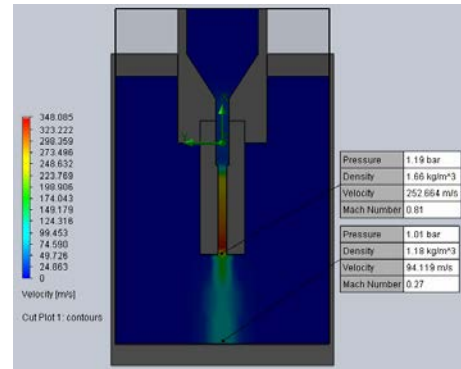 348.085
323.222
298.359
273.496
248.632
223.769
198.906
174.043
149.179
124.316
99.453
74.590
49.726
24.863
0
Velocity [m/s]
Cut Plot 1: contours
Y
Pressure 1.19 bar
Density 1.66 kg/m^3
Velocity 252.664 m/s
Mach Number 0.81
Pressure 1.01 bar
Density 1.18 kg/m^3
Velocity 94.119 m/s
Mach Number 0.27